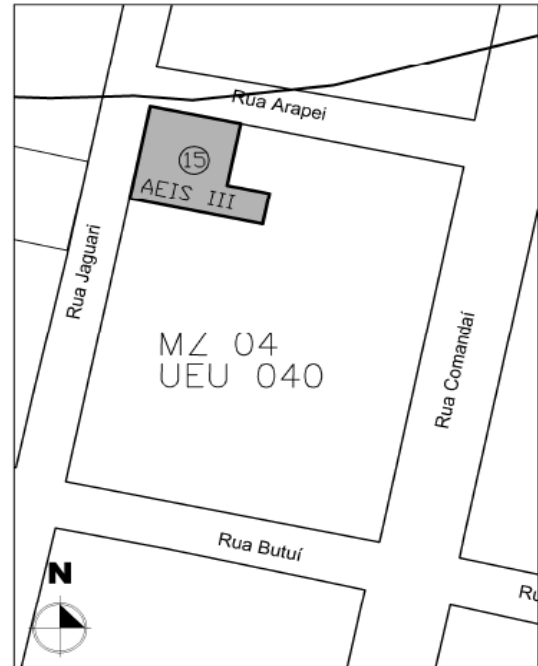 Rua Arapei
15
AEIS III
Rua Jaguari
MZ 04
UEU 040
Rua Comandaí
Rua Butuí
N